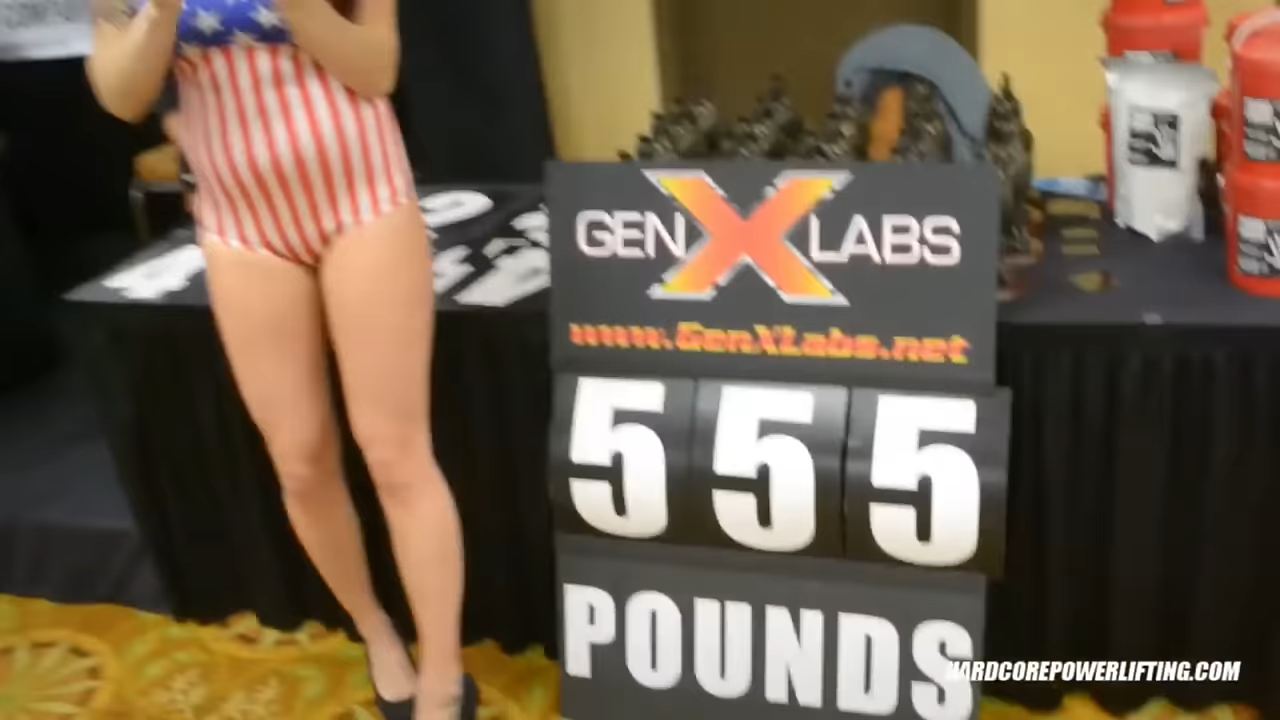 GEN X LABS
www.GenXLabs.net
555
POUNDS
HARDCOREPOWERLIFTING.COM